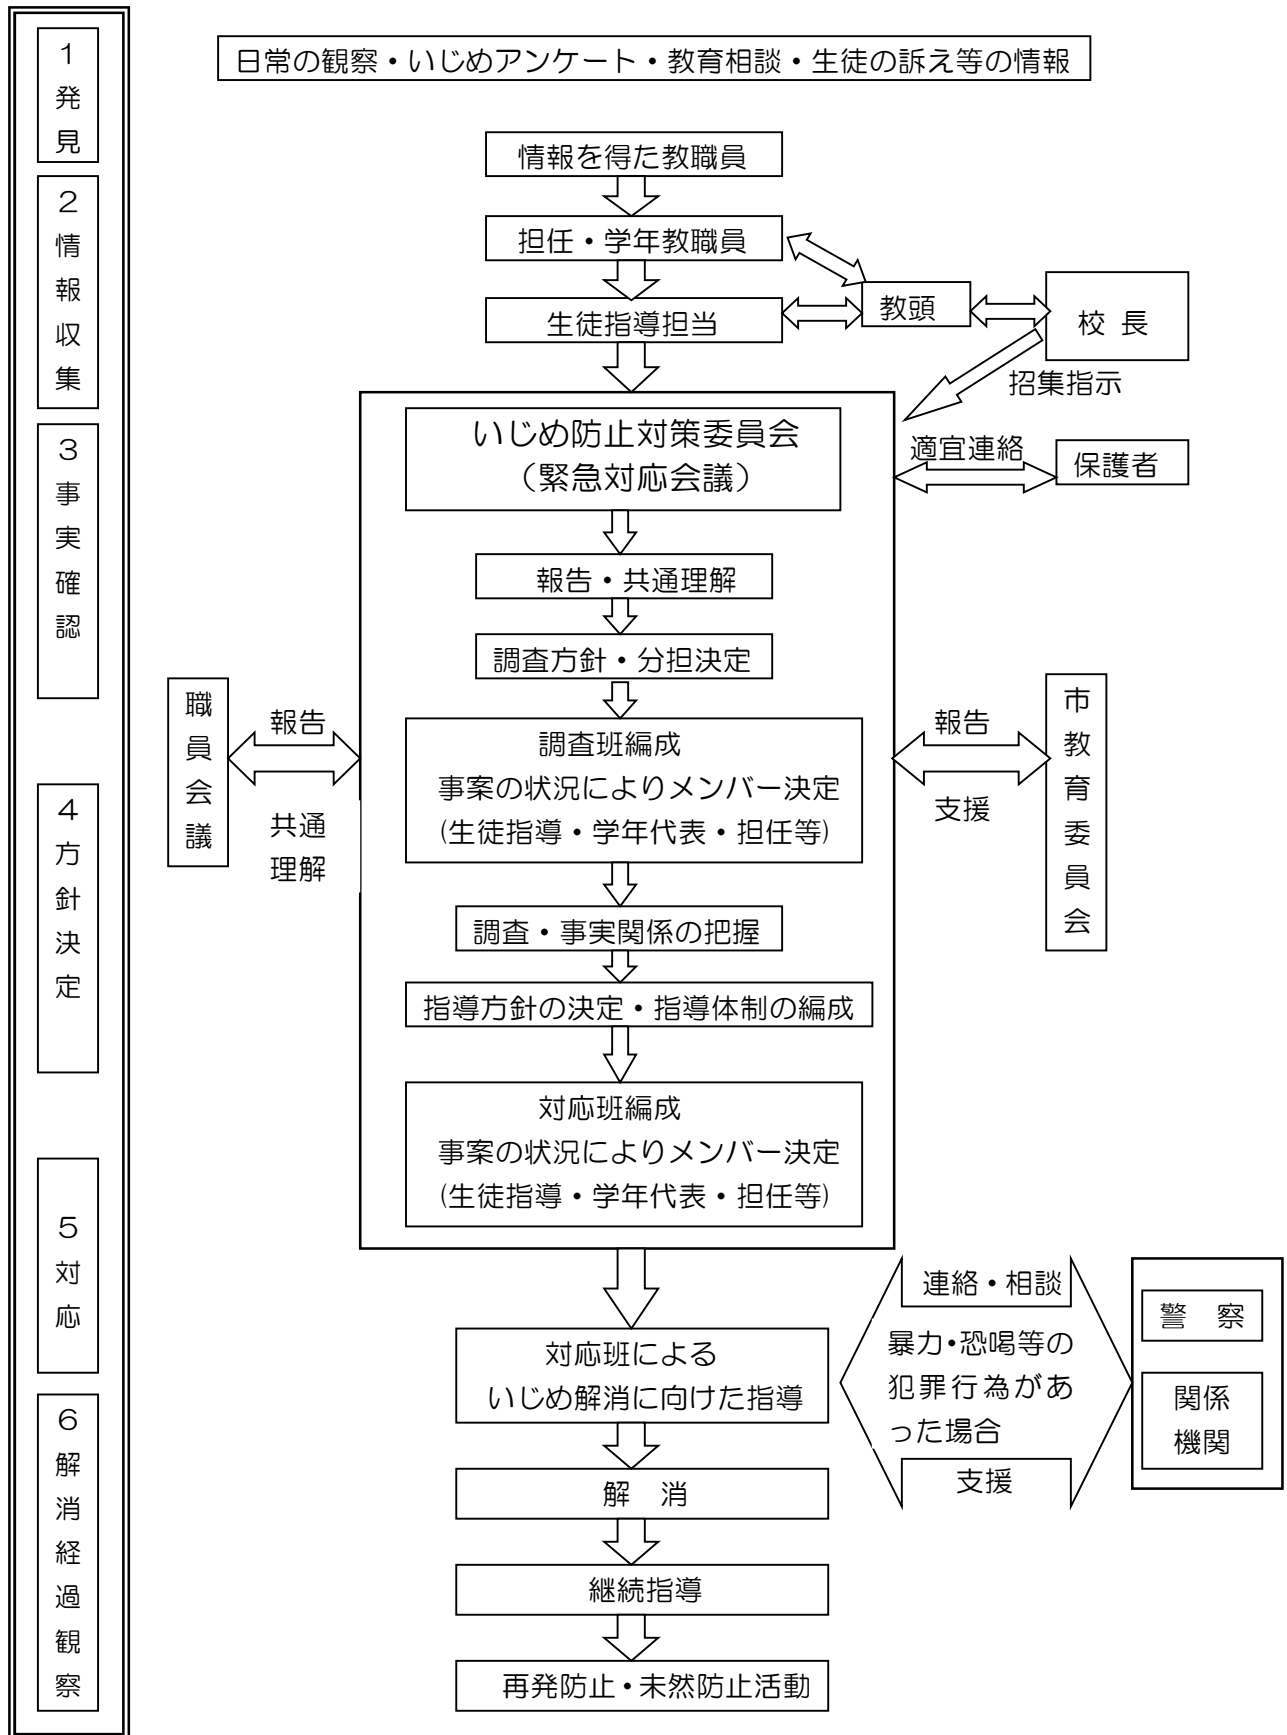 1発見
2情報収集
3事実確認
4方針決定
5対応
6解消経過観察
日常の観察・いじめアンケート・教育相談・生徒の訴え等の情報
情報を得た教職員
担任・学年教職員
生徒指導担当
教頭
校 長
招集指示
いじめ防止対策委員会
（緊急対応会議）
適宜連絡
保護者
報告・共通理解
調査方針・分担決定
職員会議
報告
共通
理解
調査班編成
事案の状況によりメンバー決定
(生徒指導・学年代表・担任等)
報告
支援
市教育委員会
調査・事実関係の把握
指導方針の決定・指導体制の編成
対応班編成
事案の状況によりメンバー決定
(生徒指導・学年代表・担任等)
対応班による
いじめ解消に向けた指導
連絡・相談
暴力・恐喝等の
犯罪行為があ
った場合
支援
警　察
関係
機関
解　消
継続指導
再発防止・未然防止活動